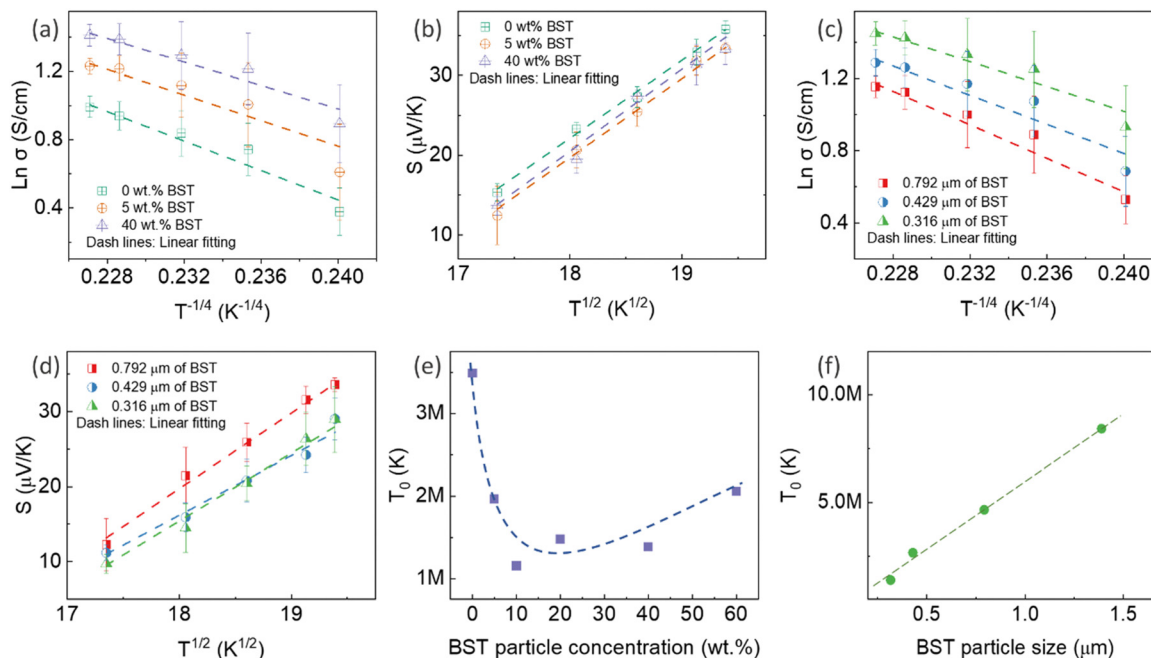 (a)
Ln σ (S/cm)
1.2
0.8
0.4
0 wt.% BST
5 wt.% BST
40 wt.% BST
Dash lines: Linear fitting
0.228 0.232 0.236 0.240
T⁻¹/⁴ (K⁻¹/⁴)
(b)
S (μV/K)
30
20
10
0 wt% BST
5 wt% BST
40 wt% BST
Dash lines: Linear fitting
17 18 19
T¹/² (K¹/²)
(c)
Ln σ (S/cm)
1.2
0.8
0.4
0.792 μm of BST
0.429 μm of BST
0.316 μm of BST
Dash lines: Linear fitting
0.228 0.232 0.236 0.240
T⁻¹/⁴ (K⁻¹/⁴)
(d)
S (μV/K)
30
20
10
0.792 μm of BST
0.429 μm of BST
0.316 μm of BST
Dash lines: Linear fitting
17 18 19
T¹/² (K¹/²)
(e)
T₀ (K)
3M
2M
1M
0 10 20 30 40 50 60
BST particle concentration (wt.%)
(f)
T₀ (K)
10.0M
5.0M
0.5 1.0 1.5
BST particle size (μm)